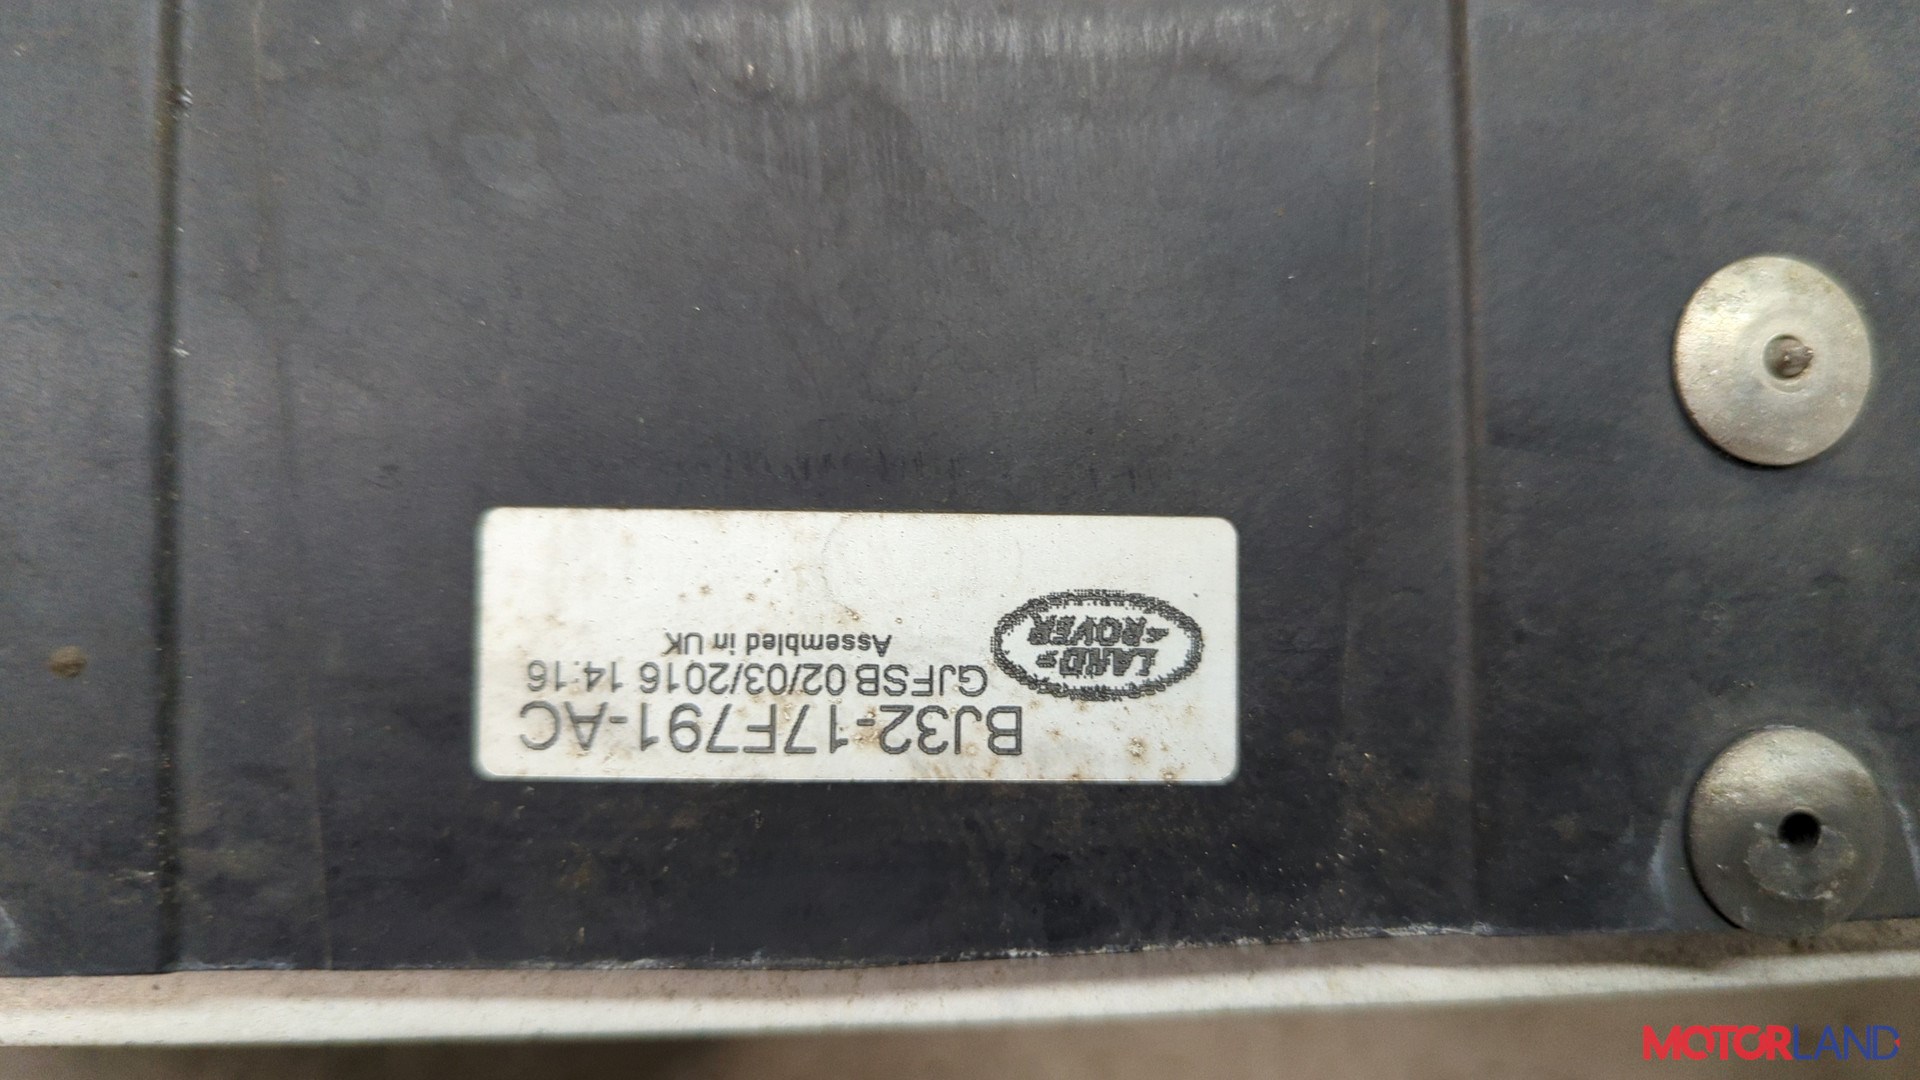 BJ32-17F791-AC
GJFSB 02/03/2016 14:16
Assembled in UK
LAND
ROVER
MOTORLAND